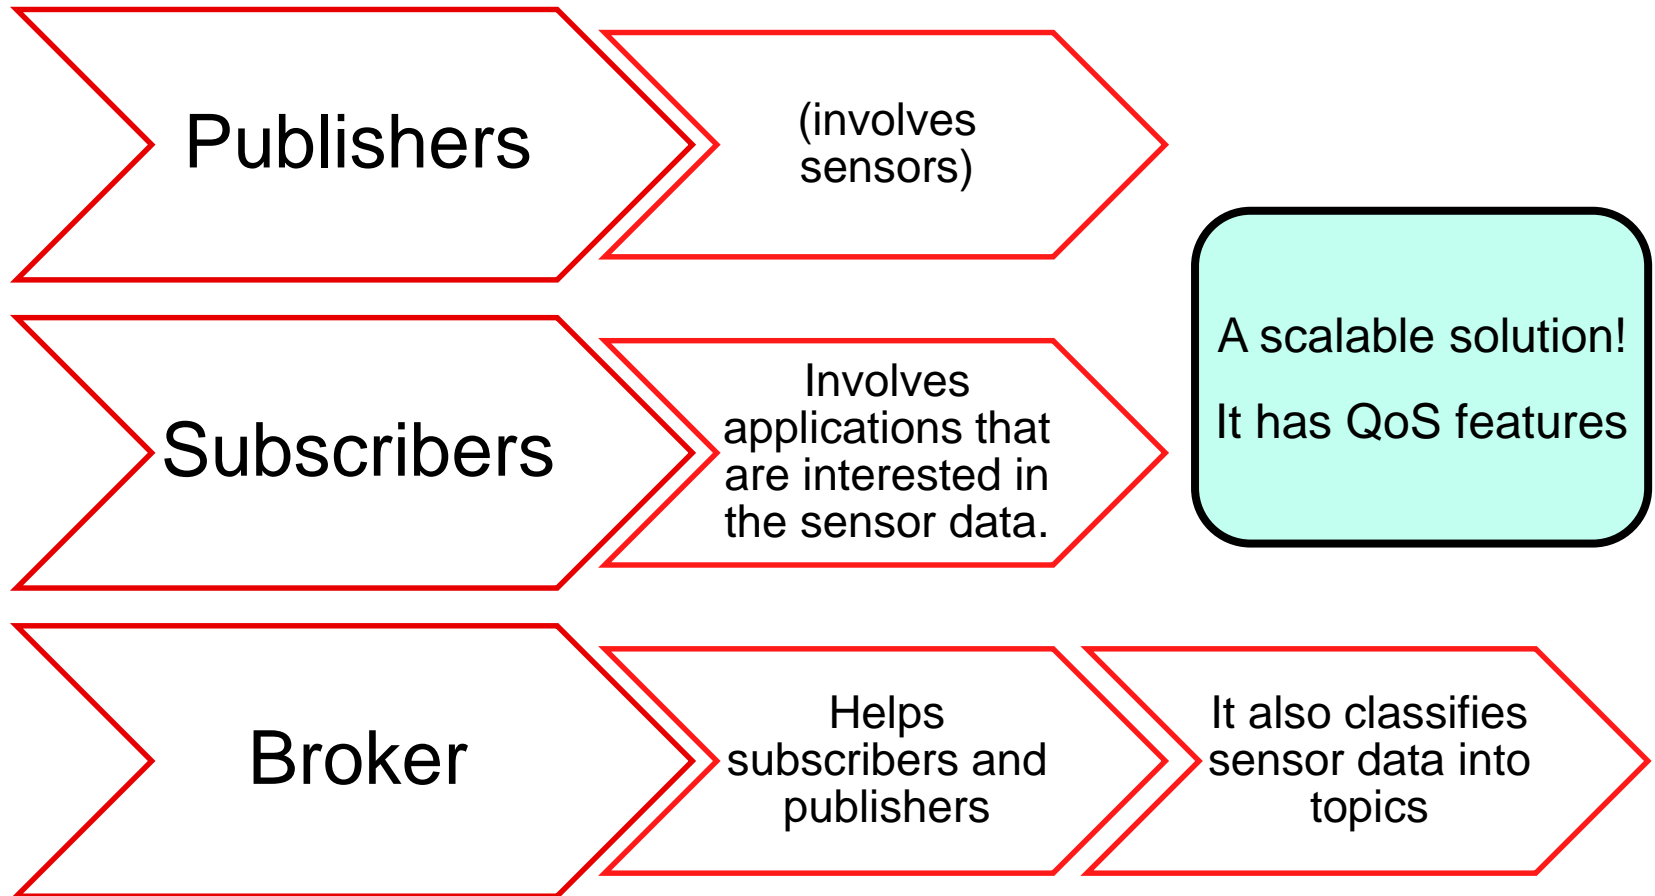 Publishers
(involves
sensors)
A scalable solution!
It has QoS features
Subscribers
Involves
applications that
are interested in
the sensor data.
Broker
Helps
subscribers and
publishers
It also classifies
sensor data into
topics